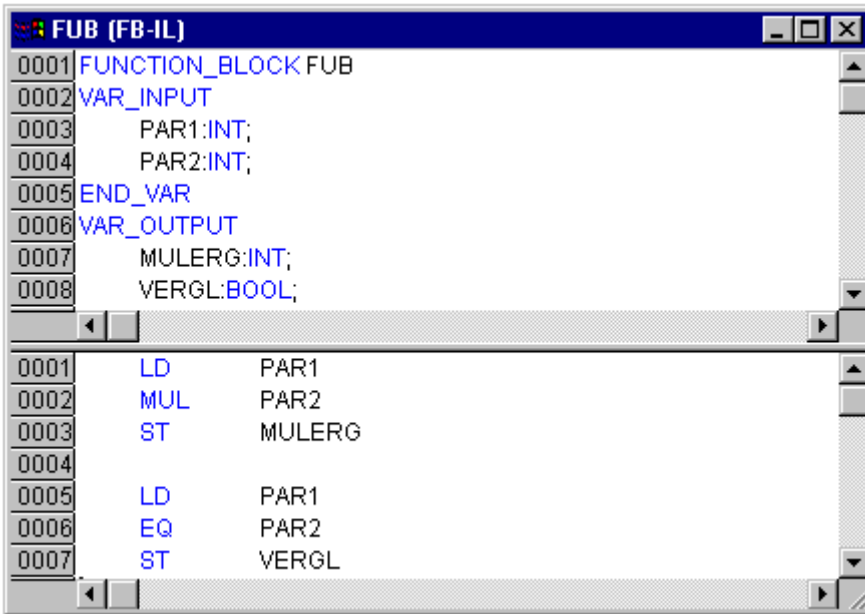 FUB (FB-IL)
0001 FUNCTION_BLOCK FUB
0002 VAR_INPUT
0003 PAR1:INT;
0004 PAR2:INT;
0005 END_VAR
0006 VAR_OUTPUT
0007 MULERG:INT;
0008 VERGL:BOOL;
0001 LD PAR1
0002 MUL PAR2
0003 ST MULERG
0004
0005 LD PAR1
0006 EQ PAR2
0007 ST VERGL